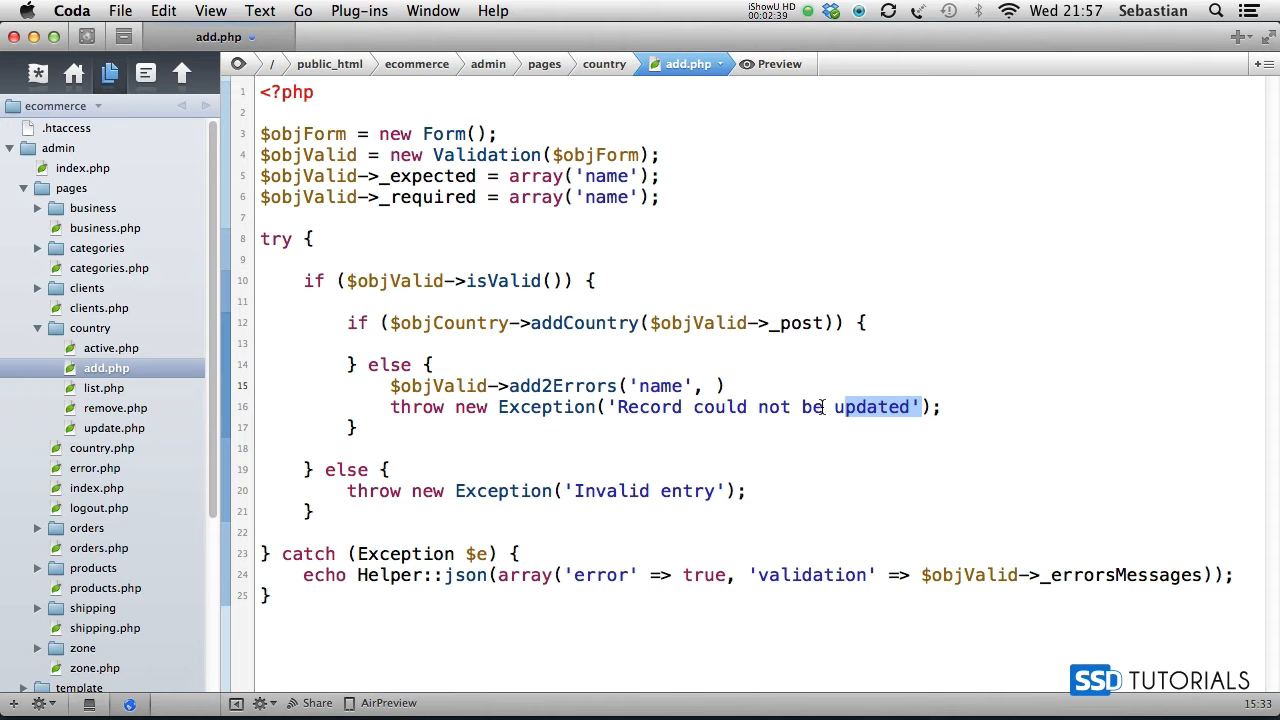 Coda File Edit View Text Go Plug-ins Window Help iShowU HD 00:02:39 Wed 21:57 Sebastian
add.php
/ public_html ecommerce admin pages country add.php Preview
ecommerce
.htaccess
admin
index.php
pages
business
business.php
categories
categories.php
clients
clients.php
country
active.php
add.php
list.php
remove.php
update.php
country.php
error.php
index.php
logout.php
orders
orders.php
products
products.php
shipping
shipping.php
zone
zone.php
template
1 <?php
2
3 $objForm = new Form();
4 $objValid = new Validation($objForm);
5 $objValid->_expected = array('name');
6 $objValid->_required = array('name');
7
8 try {
9
10 if ($objValid->isValid()) {
11
12 if ($objCountry->addCountry($objValid->_post)) {
13
14 } else {
15 $objValid->add2Errors('name', )
16 throw new Exception('Record could not be updated');
17 }
18
19 } else {
20 throw new Exception('Invalid entry');
21 }
22
23 } catch (Exception $e) {
24 echo Helper::json(array('error' => true, 'validation' => $objValid->_errorsMessages));
25 }
SSD TUTORIALS
Share AirPreview 15:33